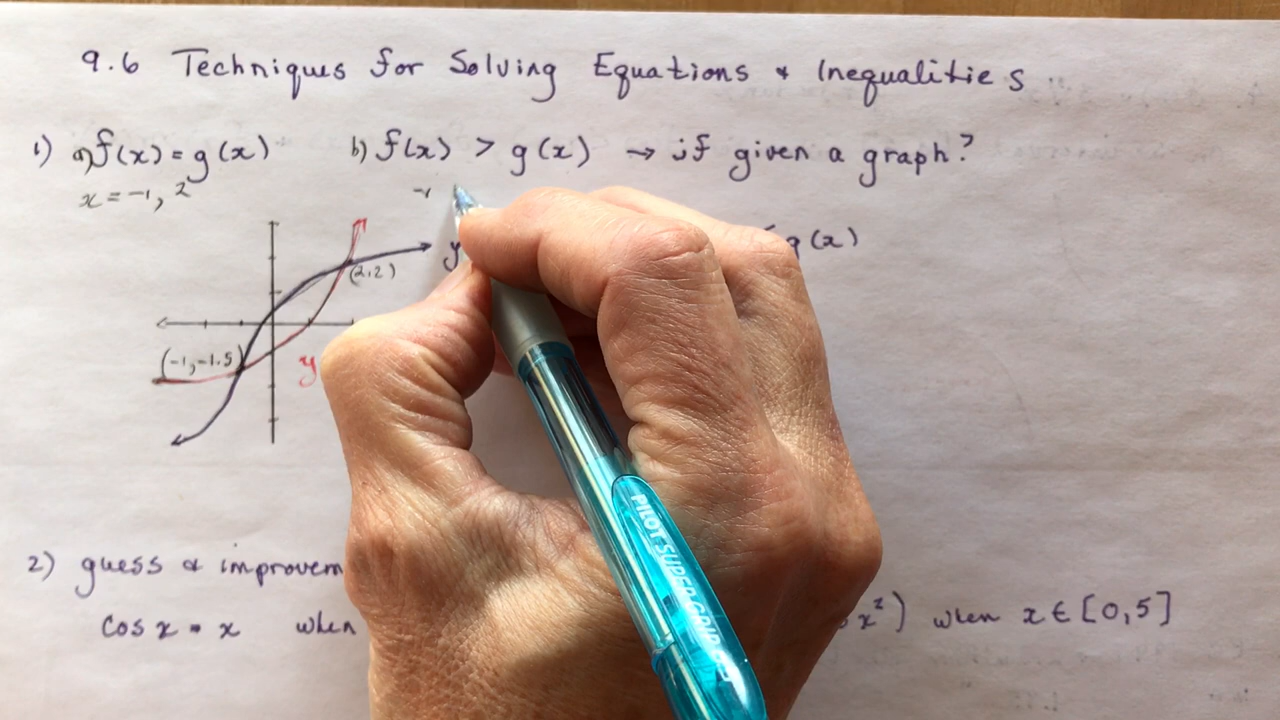 9.6 Techniques for Solving Equations & Inequalities
1) a) f(x) = g(x) b) f(x) > g(x) → if given a graph?
x = -1, 2
y g(x)
(2,2)
(-1,-1.5)
y
PILOT SUPER GRIP
2) guess & improvem
cos x = x when x²) when x ∈ [0,5]